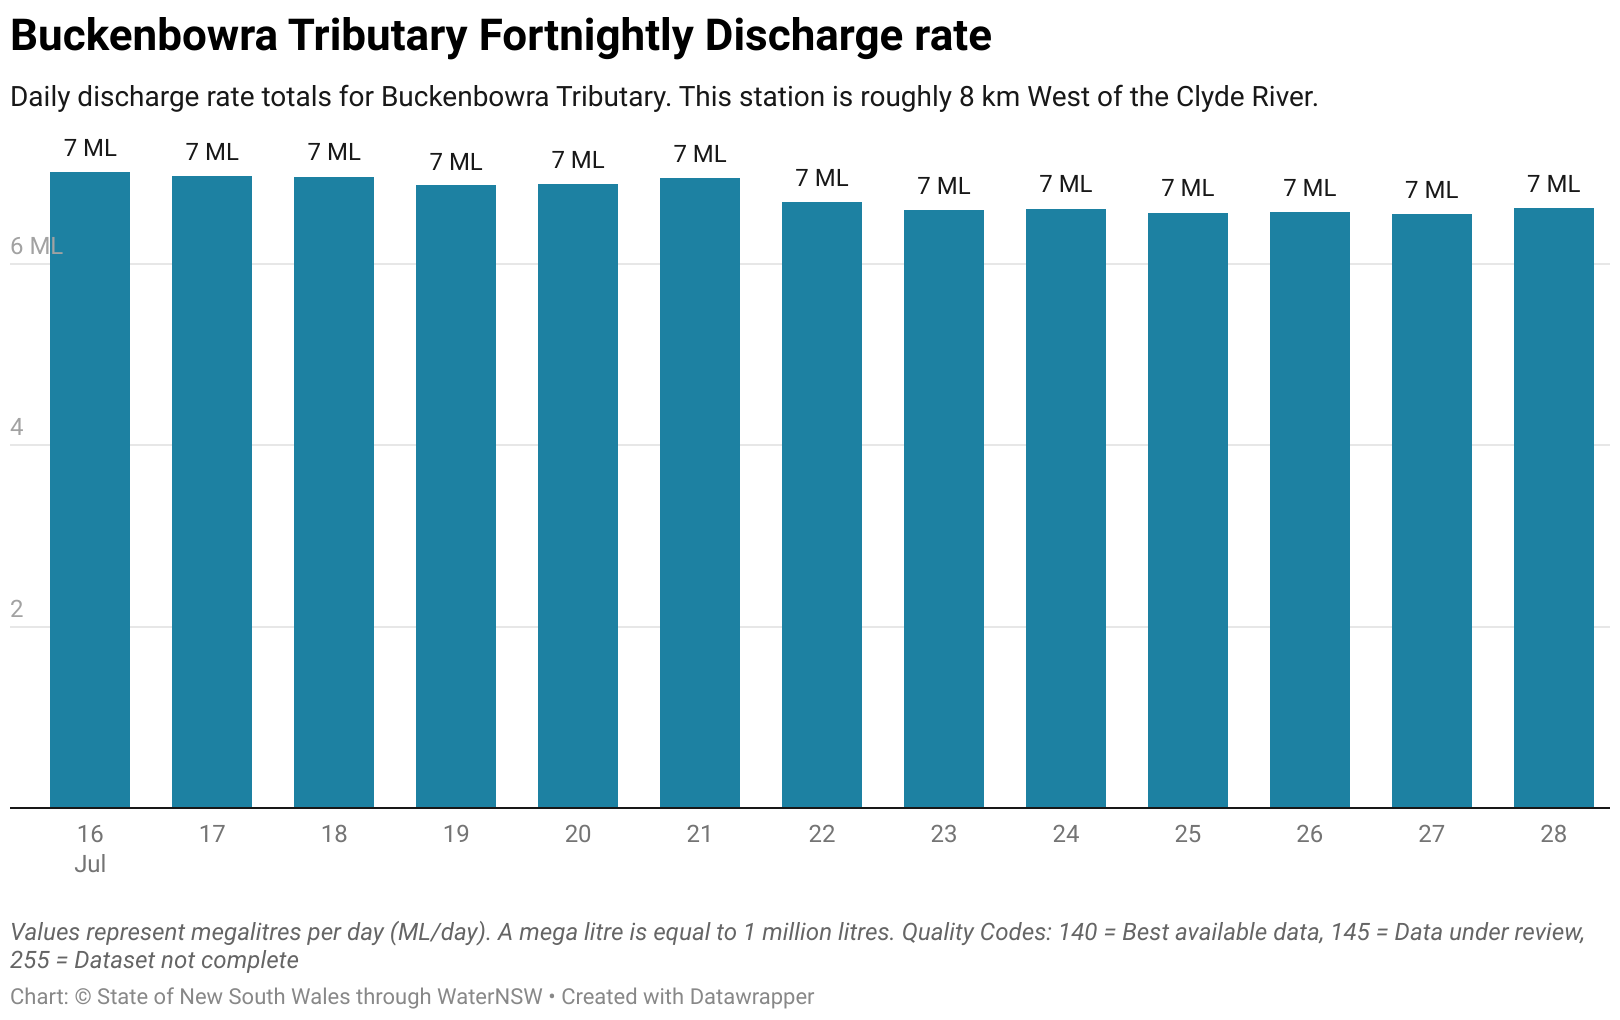 Buckenbowra Tributary Fortnightly Discharge rate
Daily discharge rate totals for Buckenbowra Tributary. This station is roughly 8 km West of the Clyde River.
7 ML 7 ML 7 ML 7 ML 7 ML 7 ML 7 ML 7 ML 7 ML 7 ML 7 ML 7 ML 7 ML
6 ML
4
2
16 17 18 19 20 21 22 23 24 25 26 27 28
Jul
Values represent megalitres per day (ML/day). A mega litre is equal to 1 million litres. Quality Codes: 140 = Best available data, 145 = Data under review,
255 = Dataset not complete
Chart: © State of New South Wales through WaterNSW • Created with Datawrapper